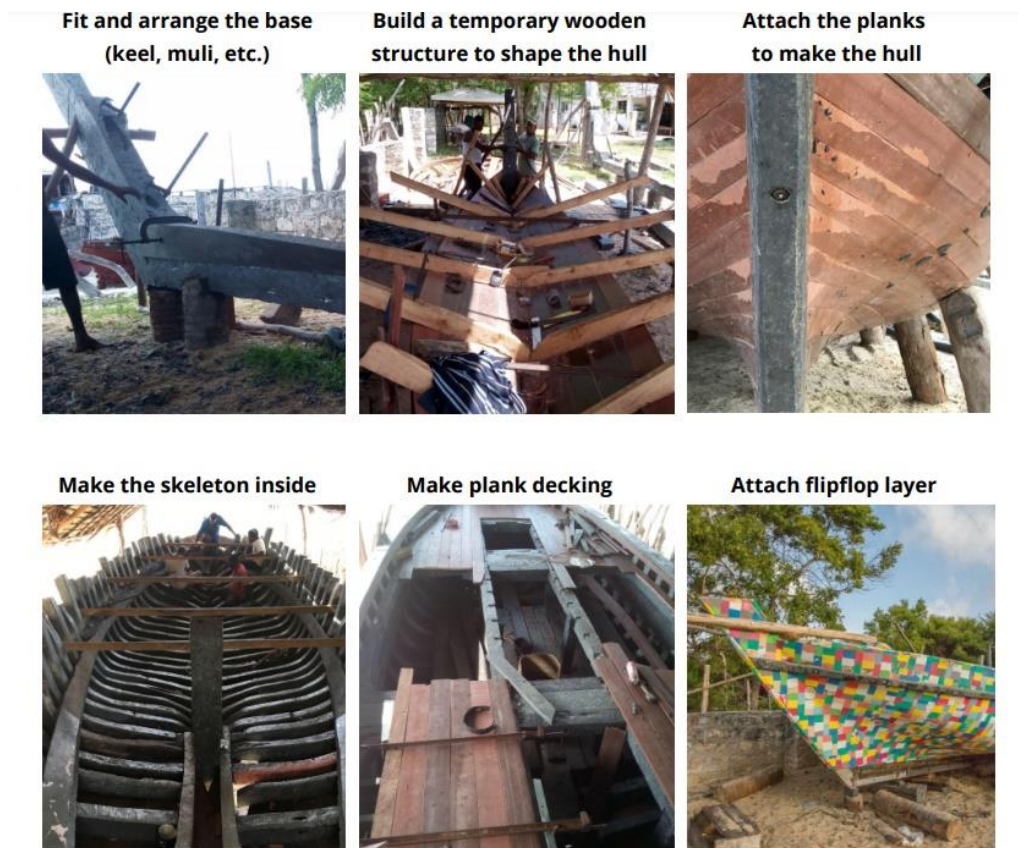 Fit and arrange the base
(keel, muli, etc.)
Build a temporary wooden
structure to shape the hull
Attach the planks
to make the hull
Make the skeleton inside
Make plank decking
Attach flipflop layer